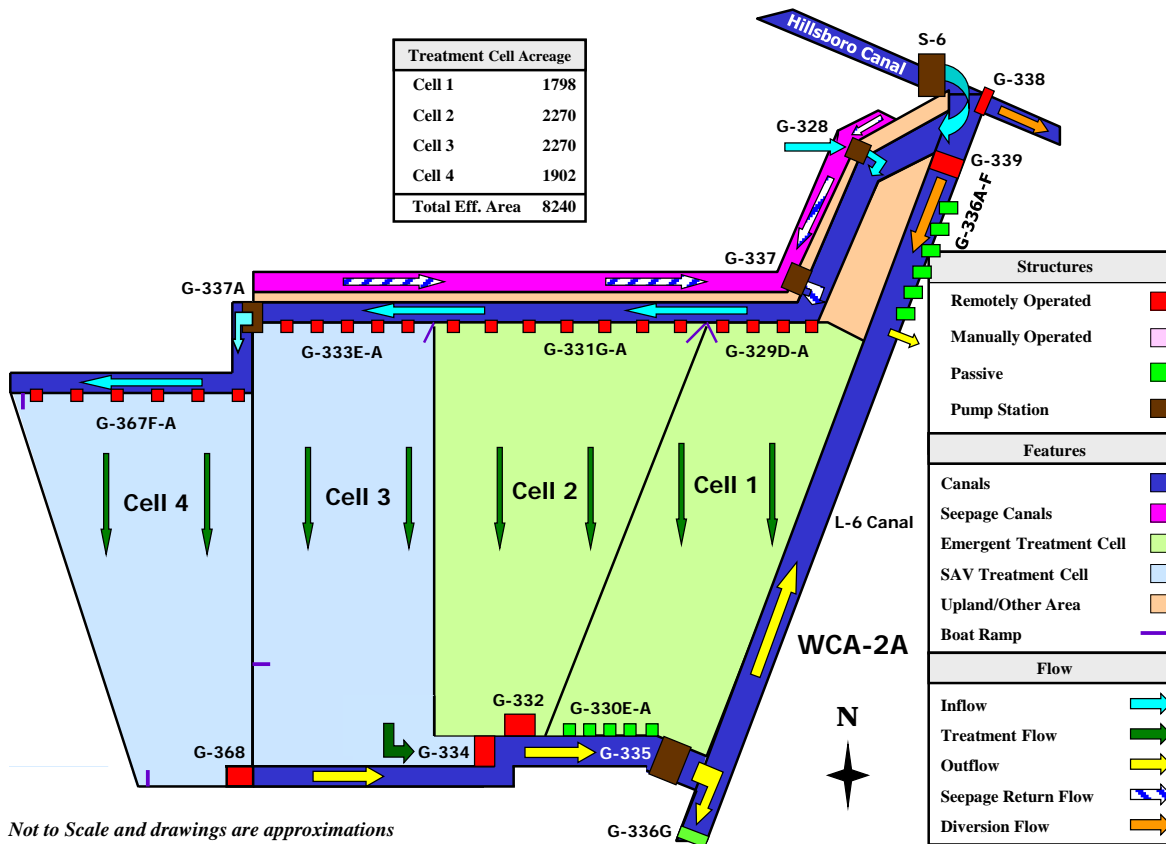 Hillsboro Canal
S-6
G-338
Treatment Cell Acreage
Cell 1 1798
Cell 2 2270
Cell 3 2270
Cell 4 1902
Total Eff. Area 8240
G-328
G-339
G-336A-F
G-337
G-337A
G-333E-A
G-331G-A
G-329D-A
G-367F-A
Structures
Remotely Operated
Manually Operated
Passive
Pump Station
Features
Canals
Seepage Canals
Emergent Treatment Cell
SAV Treatment Cell
Upland/Other Area
Boat Ramp
Flow
Inflow
Treatment Flow
Outflow
Seepage Return Flow
Diversion Flow
Cell 4
Cell 3
Cell 2
Cell 1
L-6 Canal
WCA-2A
G-332
G-330E-A
N
G-368
G-334
G-335
G-336G
Not to Scale and drawings are approximations